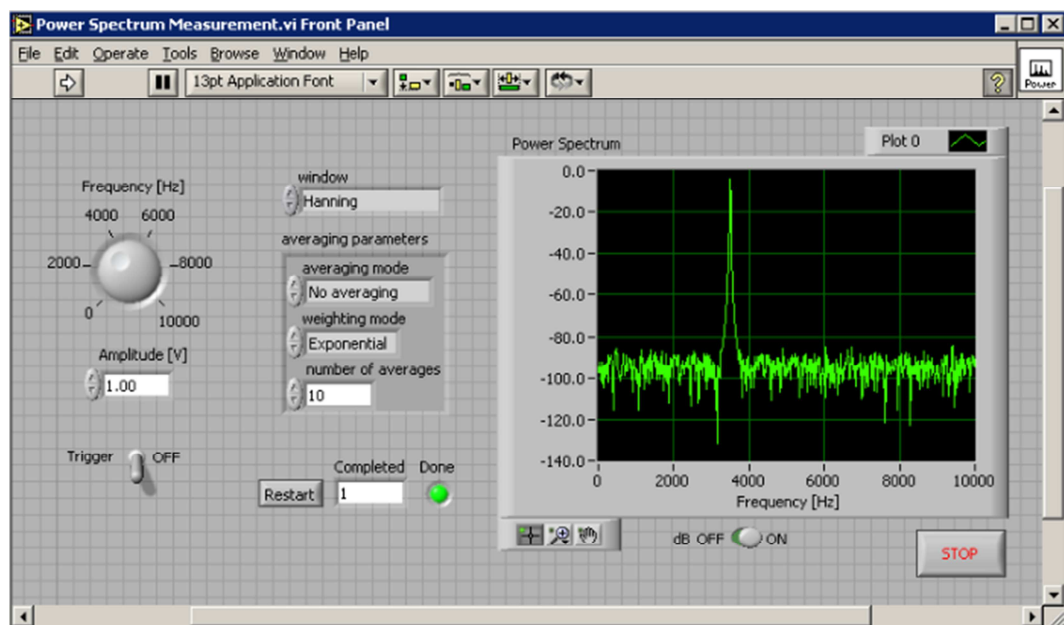 Power Spectrum Measurement.vi Front Panel
File Edit Operate Tools Browse Window Help
13pt Application Font
?
Power
Power Spectrum
Plot 0
Frequency [Hz]
4000 6000
2000 8000
0 10000
Amplitude [V]
1.00
Trigger OFF
window
Hanning
averaging parameters
averaging mode
No averaging
weighting mode
Exponential
number of averages
10
Completed Done
Restart 1
0.0
-20.0
-40.0
-60.0
-80.0
-100.0
-120.0
-140.0
0 2000 4000 6000 8000 10000
Frequency [Hz]
dB OFF ON
STOP